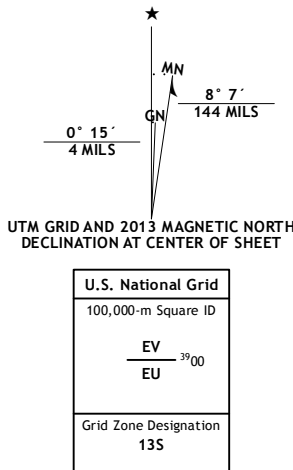 MN
GN
8° 7´
144 MILS
0° 15´
4 MILS
UTM GRID AND 2013 MAGNETIC NORTH
DECLINATION AT CENTER OF SHEET
U.S. National Grid
100,000-m Square ID
EV
3900
EU
Grid Zone Designation
13S